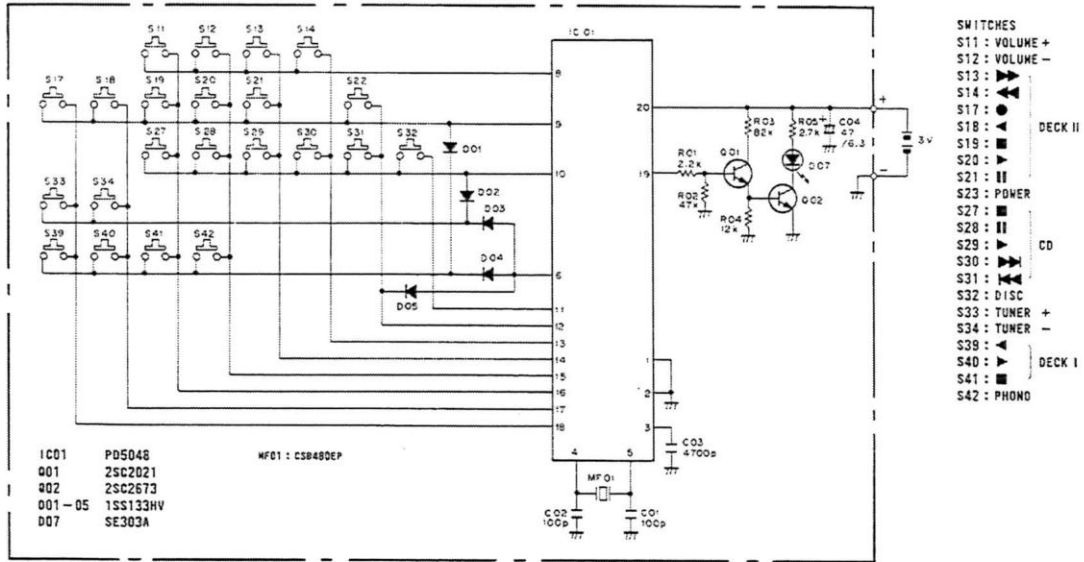 S11 S12 S13 S14
IC01
S17 S18 S19 S20 S21 S22
8
S27 S28 S29 S30 S31 S32
9
D01
10
S33 S34
D02
D03
S39 S40 S41 S42
D04
6
D05
11
12
13
14
15
16
17
18
20
19
R03
82k
R05
2.7k
+
C04
47
/6.3
+
3V
-
R01
2.2k
Q01
D07
R02
47k
Q02
R04
12k
1
2
3
C03
4700p
4 5
MF01
C02
100p
C01
100p
IC01 PD5048
Q01 2SC2021
Q02 2SC2673
D01-05 1SS133HV
D07 SE303A
MF01 : CSB480EP
SWITCHES
S11 : VOLUME +
S12 : VOLUME -
S13 : ▶▶
S14 : ◀◀
S17 : ●
S18 : ◀
S19 : ■
S20 : ▶
S21 : ▮▮
DECK II
S23 : POWER
S27 : ■
S28 : ▮▮
S29 : ▶
S30 : ▶▶|
S31 : |◀◀
CD
S32 : DISC
S33 : TUNER +
S34 : TUNER -
S39 : ◀
S40 : ▶
S41 : ■
DECK I
S42 : PHONO